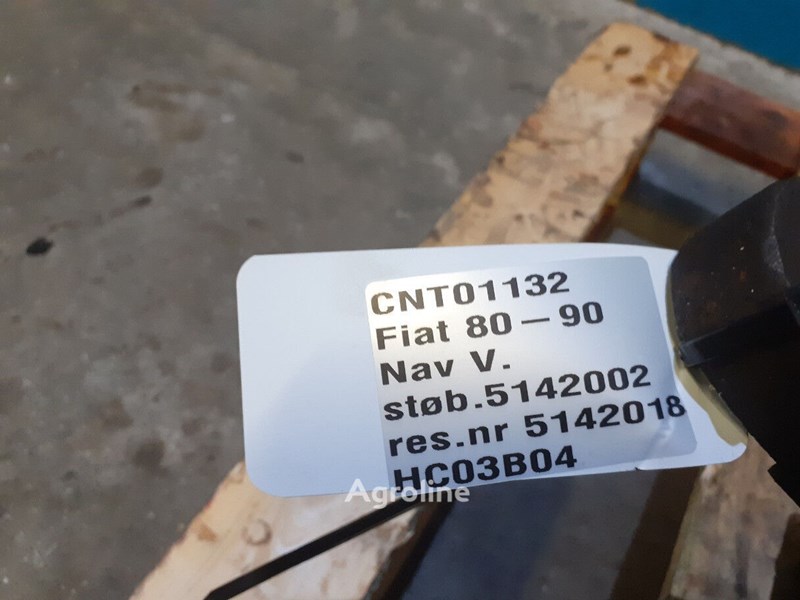 CNT01132
Fiat 80-90
Nav V.
støb.5142002
res.nr 5142018
HC03B04
Agroline